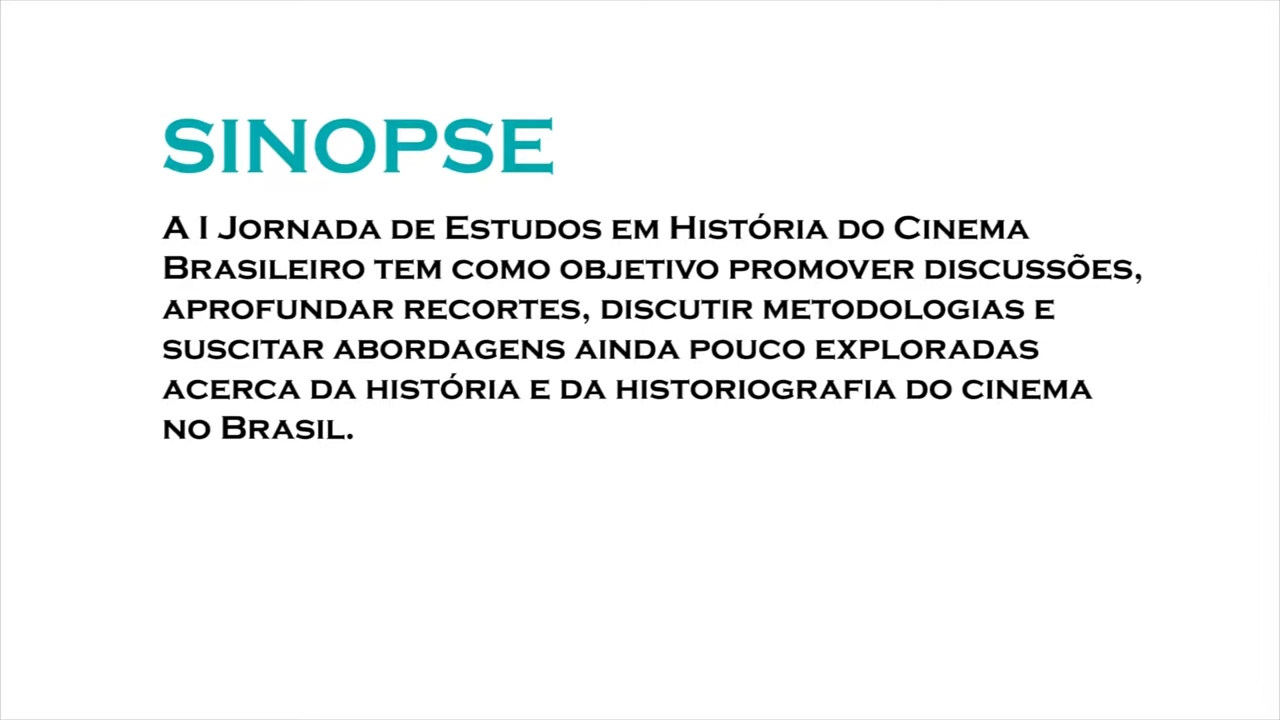 SINOPSE
A I Jornada de Estudos em História do Cinema
Brasileiro tem como objetivo promover discussões,
aprofundar recortes, discutir metodologias e
suscitar abordagens ainda pouco exploradas
acerca da história e da historiografia do cinema
no Brasil.